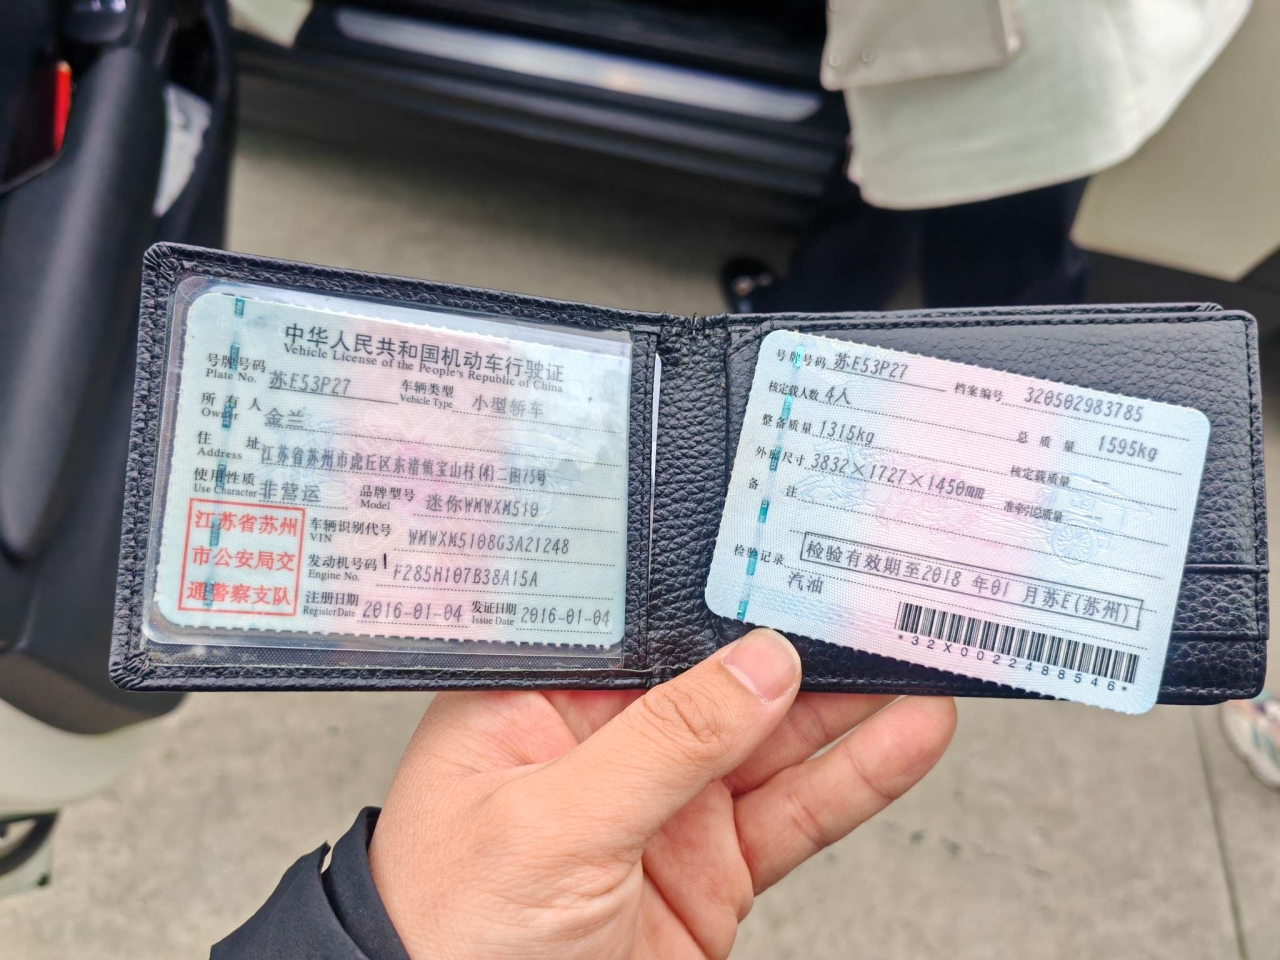 中华人民共和国机动车行驶证
Vehicle License of the People's Republic of China
号牌号码 苏E53P27 车辆类型 小型轿车
Plate No. Vehicle Type
所有人 金兰
Owner
住址 江苏省苏州市虎丘区东渚镇宝山村(4)二图75号
Address
使用性质 非营运 品牌型号 迷你WMWXM510
Use Character Model
江苏省苏州
市公安局交
通警察支队
车辆识别代号 WMWXM5108G3A21248
VIN
发动机号码 F285H107B38A15A
Engine No.
注册日期 2016-01-04 发证日期 2016-01-04
Register Date Issue Date
号牌号码 苏E53P27 档案编号 320502983785
核定载人数 4人 总质量 1595kg
整备质量 1315kg 核定载质量 —
外廓尺寸 3832×1727×1450mm 准牵引总质量 —
备注
检验记录 检验有效期至2018 年01 月苏E(苏州)
汽油
*32X0022488546*